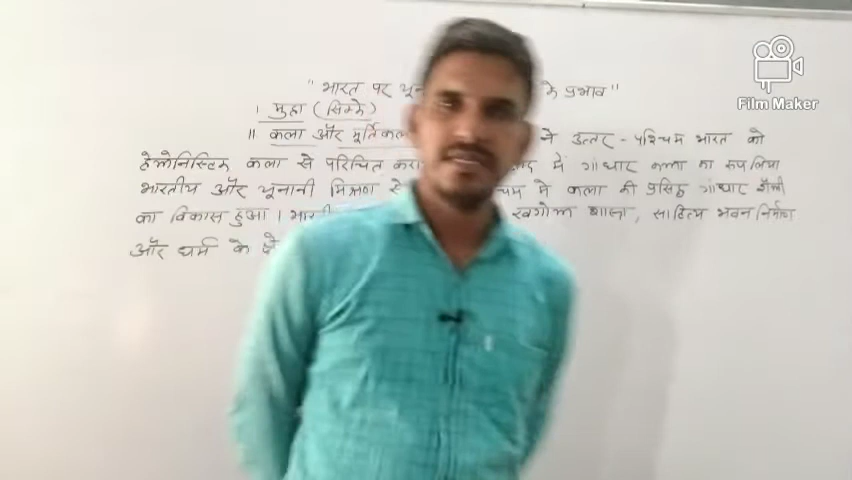 " भारत पर यून के प्रभाव "
Film Maker
I मुद्रा ( सिक्के )
II कला और मूर्तिकल ने उत्तर - पश्चिम भारत को
हेलेनिस्टिक कला से परिचित करा में गांधार कला का रूप लिया
भारतीय और यूनानी मिश्रण से में कला की प्रसिद्ध गांधार शैली
का विकास हुआ । खगोल शास्त्र , साहित्य भवन निर्माण
और धर्म के क्षे